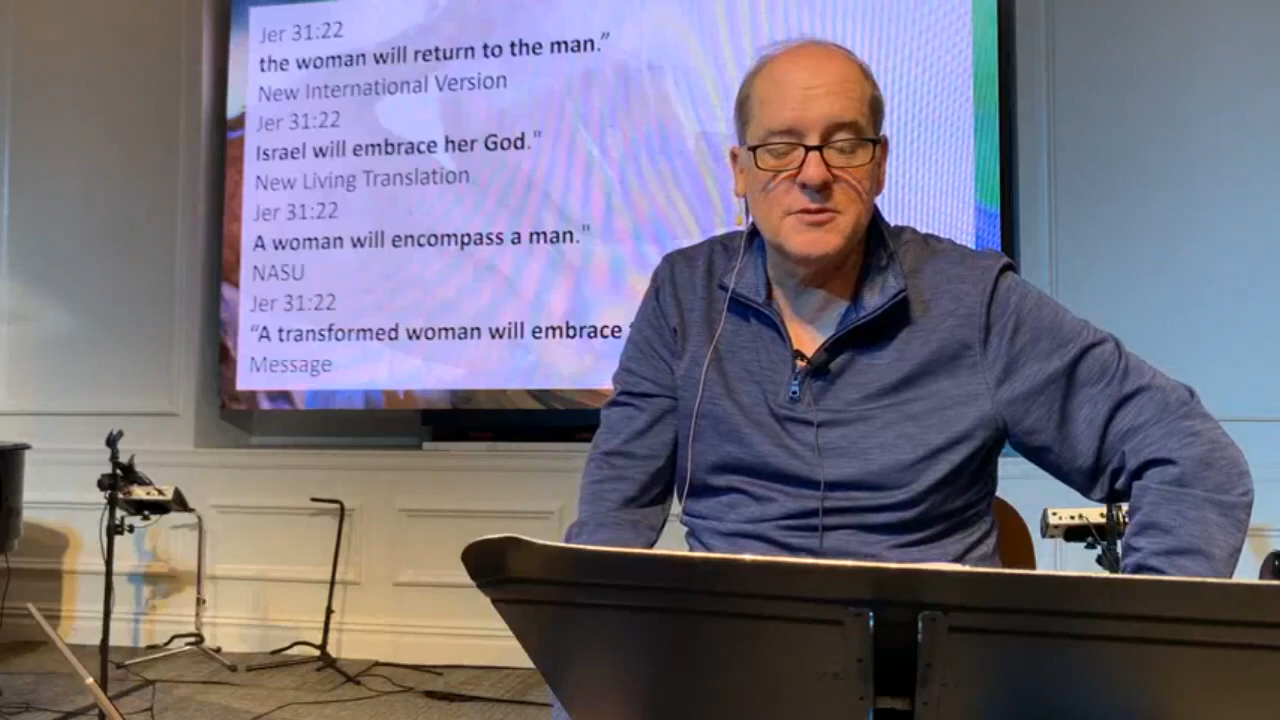 Jer 31:22
the woman will return to the man.”
New International Version
Jer 31:22
Israel will embrace her God."
New Living Translation
Jer 31:22
A woman will encompass a man."
NASU
Jer 31:22
“A transformed woman will embrace
Message